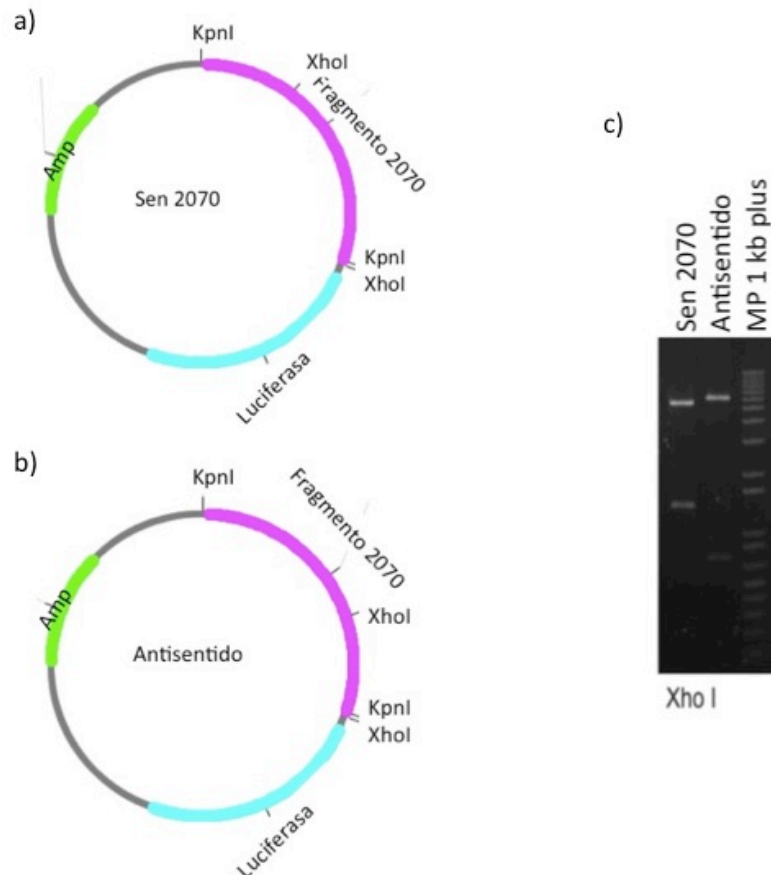 a)
KpnI
XhoI
Fragmento 2070
Amp
Sen 2070
KpnI
XhoI
Luciferasa
b)
KpnI
Fragmento 2070
Amp
XhoI
Antisentido
KpnI
XhoI
Luciferasa
c)
Sen 2070
Antisentido
MP 1 kb plus
Xho I